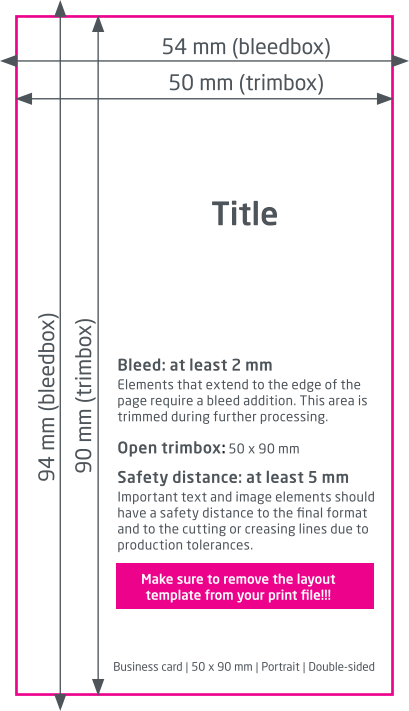 54 mm (bleedbox)
50 mm (trimbox)
Title
94 mm (bleedbox)
90 mm (trimbox)
Bleed: at least 2 mm
Elements that extend to the edge of the
page require a bleed addition. This area is
trimmed during further processing.
Open trimbox: 50 x 90 mm
Safety distance: at least 5 mm
Important text and image elements should
have a safety distance to the final format
and to the cutting or creasing lines due to
production tolerances.
Make sure to remove the layout
template from your print file!!!
Business card | 50 x 90 mm | Portrait | Double-sided